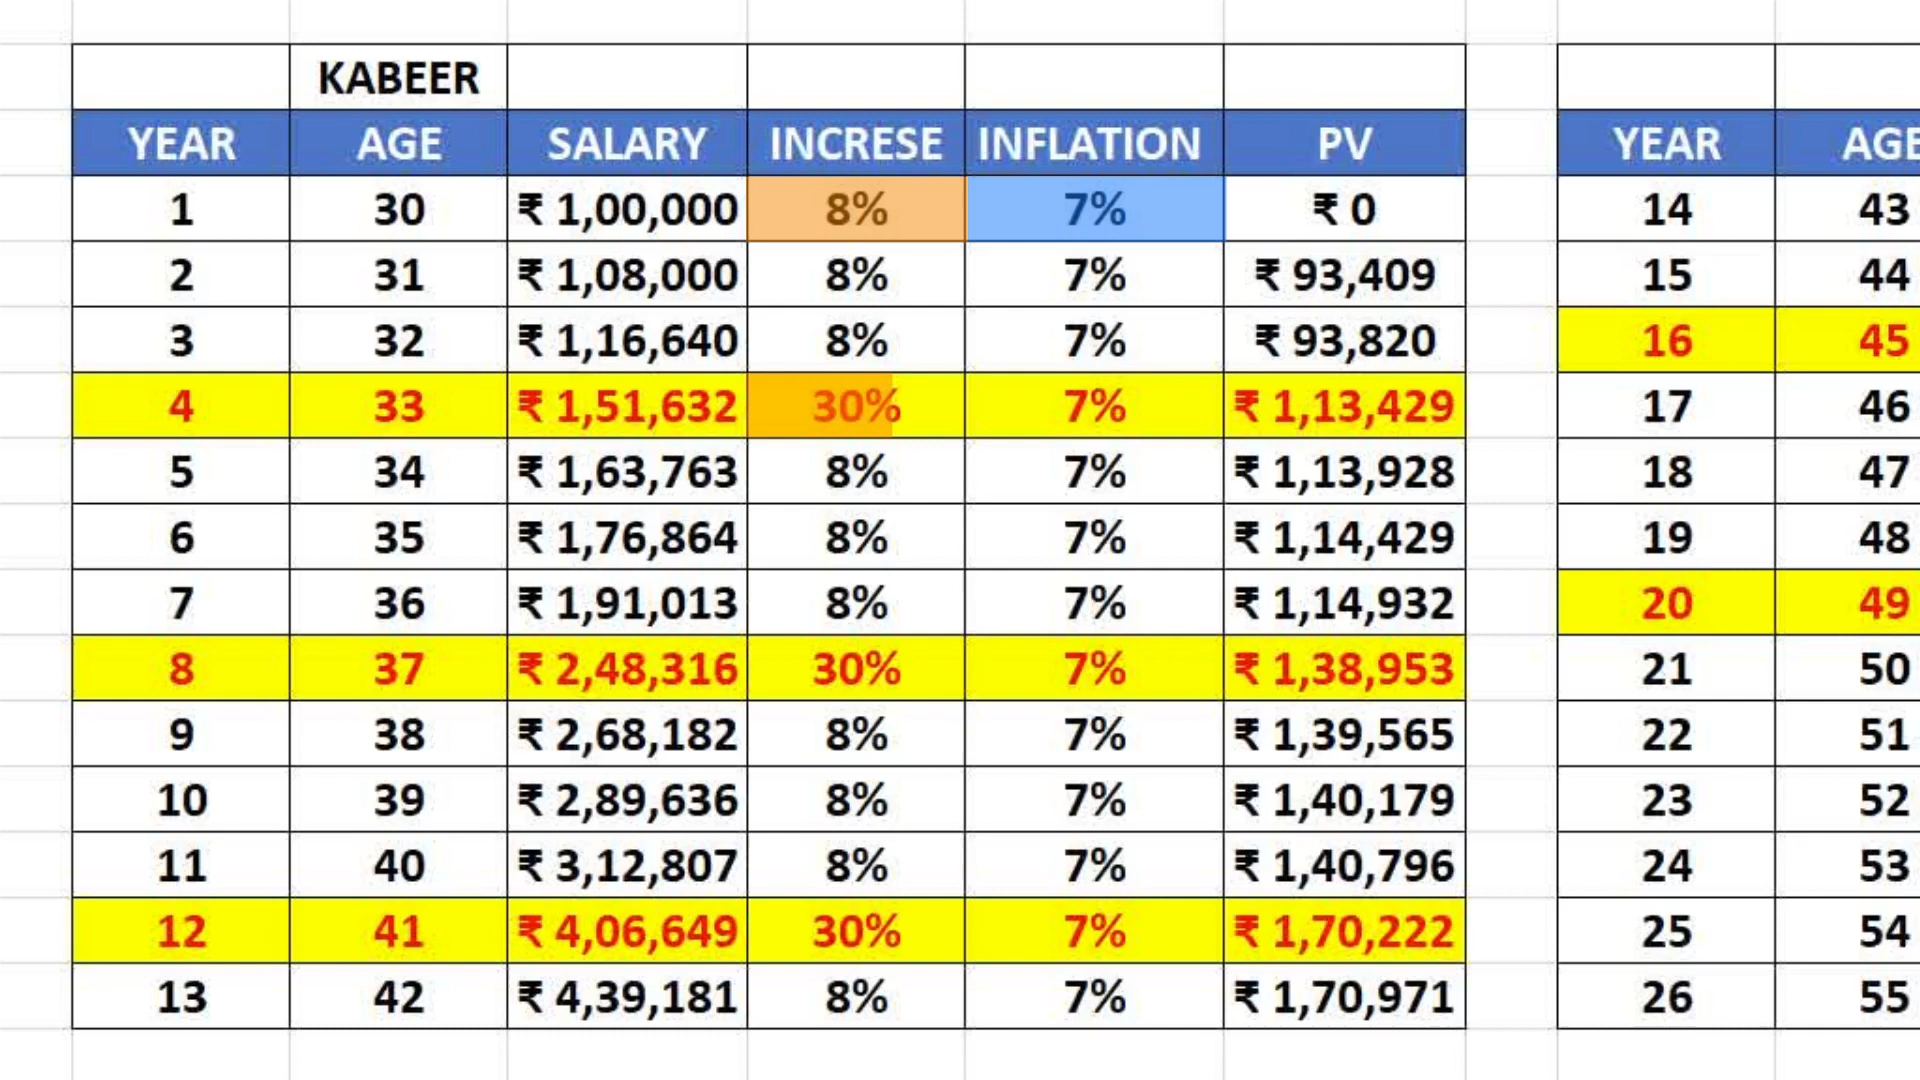 KABEER
YEAR AGE SALARY INCRESE INFLATION PV YEAR AGE
1 30 ₹ 1,00,000 8% 7% ₹ 0 14 43
2 31 ₹ 1,08,000 8% 7% ₹ 93,409 15 44
3 32 ₹ 1,16,640 8% 7% ₹ 93,820 16 45
4 33 ₹ 1,51,632 30% 7% ₹ 1,13,429 17 46
5 34 ₹ 1,63,763 8% 7% ₹ 1,13,928 18 47
6 35 ₹ 1,76,864 8% 7% ₹ 1,14,429 19 48
7 36 ₹ 1,91,013 8% 7% ₹ 1,14,932 20 49
8 37 ₹ 2,48,316 30% 7% ₹ 1,38,953 21 50
9 38 ₹ 2,68,182 8% 7% ₹ 1,39,565 22 51
10 39 ₹ 2,89,636 8% 7% ₹ 1,40,179 23 52
11 40 ₹ 3,12,807 8% 7% ₹ 1,40,796 24 53
12 41 ₹ 4,06,649 30% 7% ₹ 1,70,222 25 54
13 42 ₹ 4,39,181 8% 7% ₹ 1,70,971 26 55